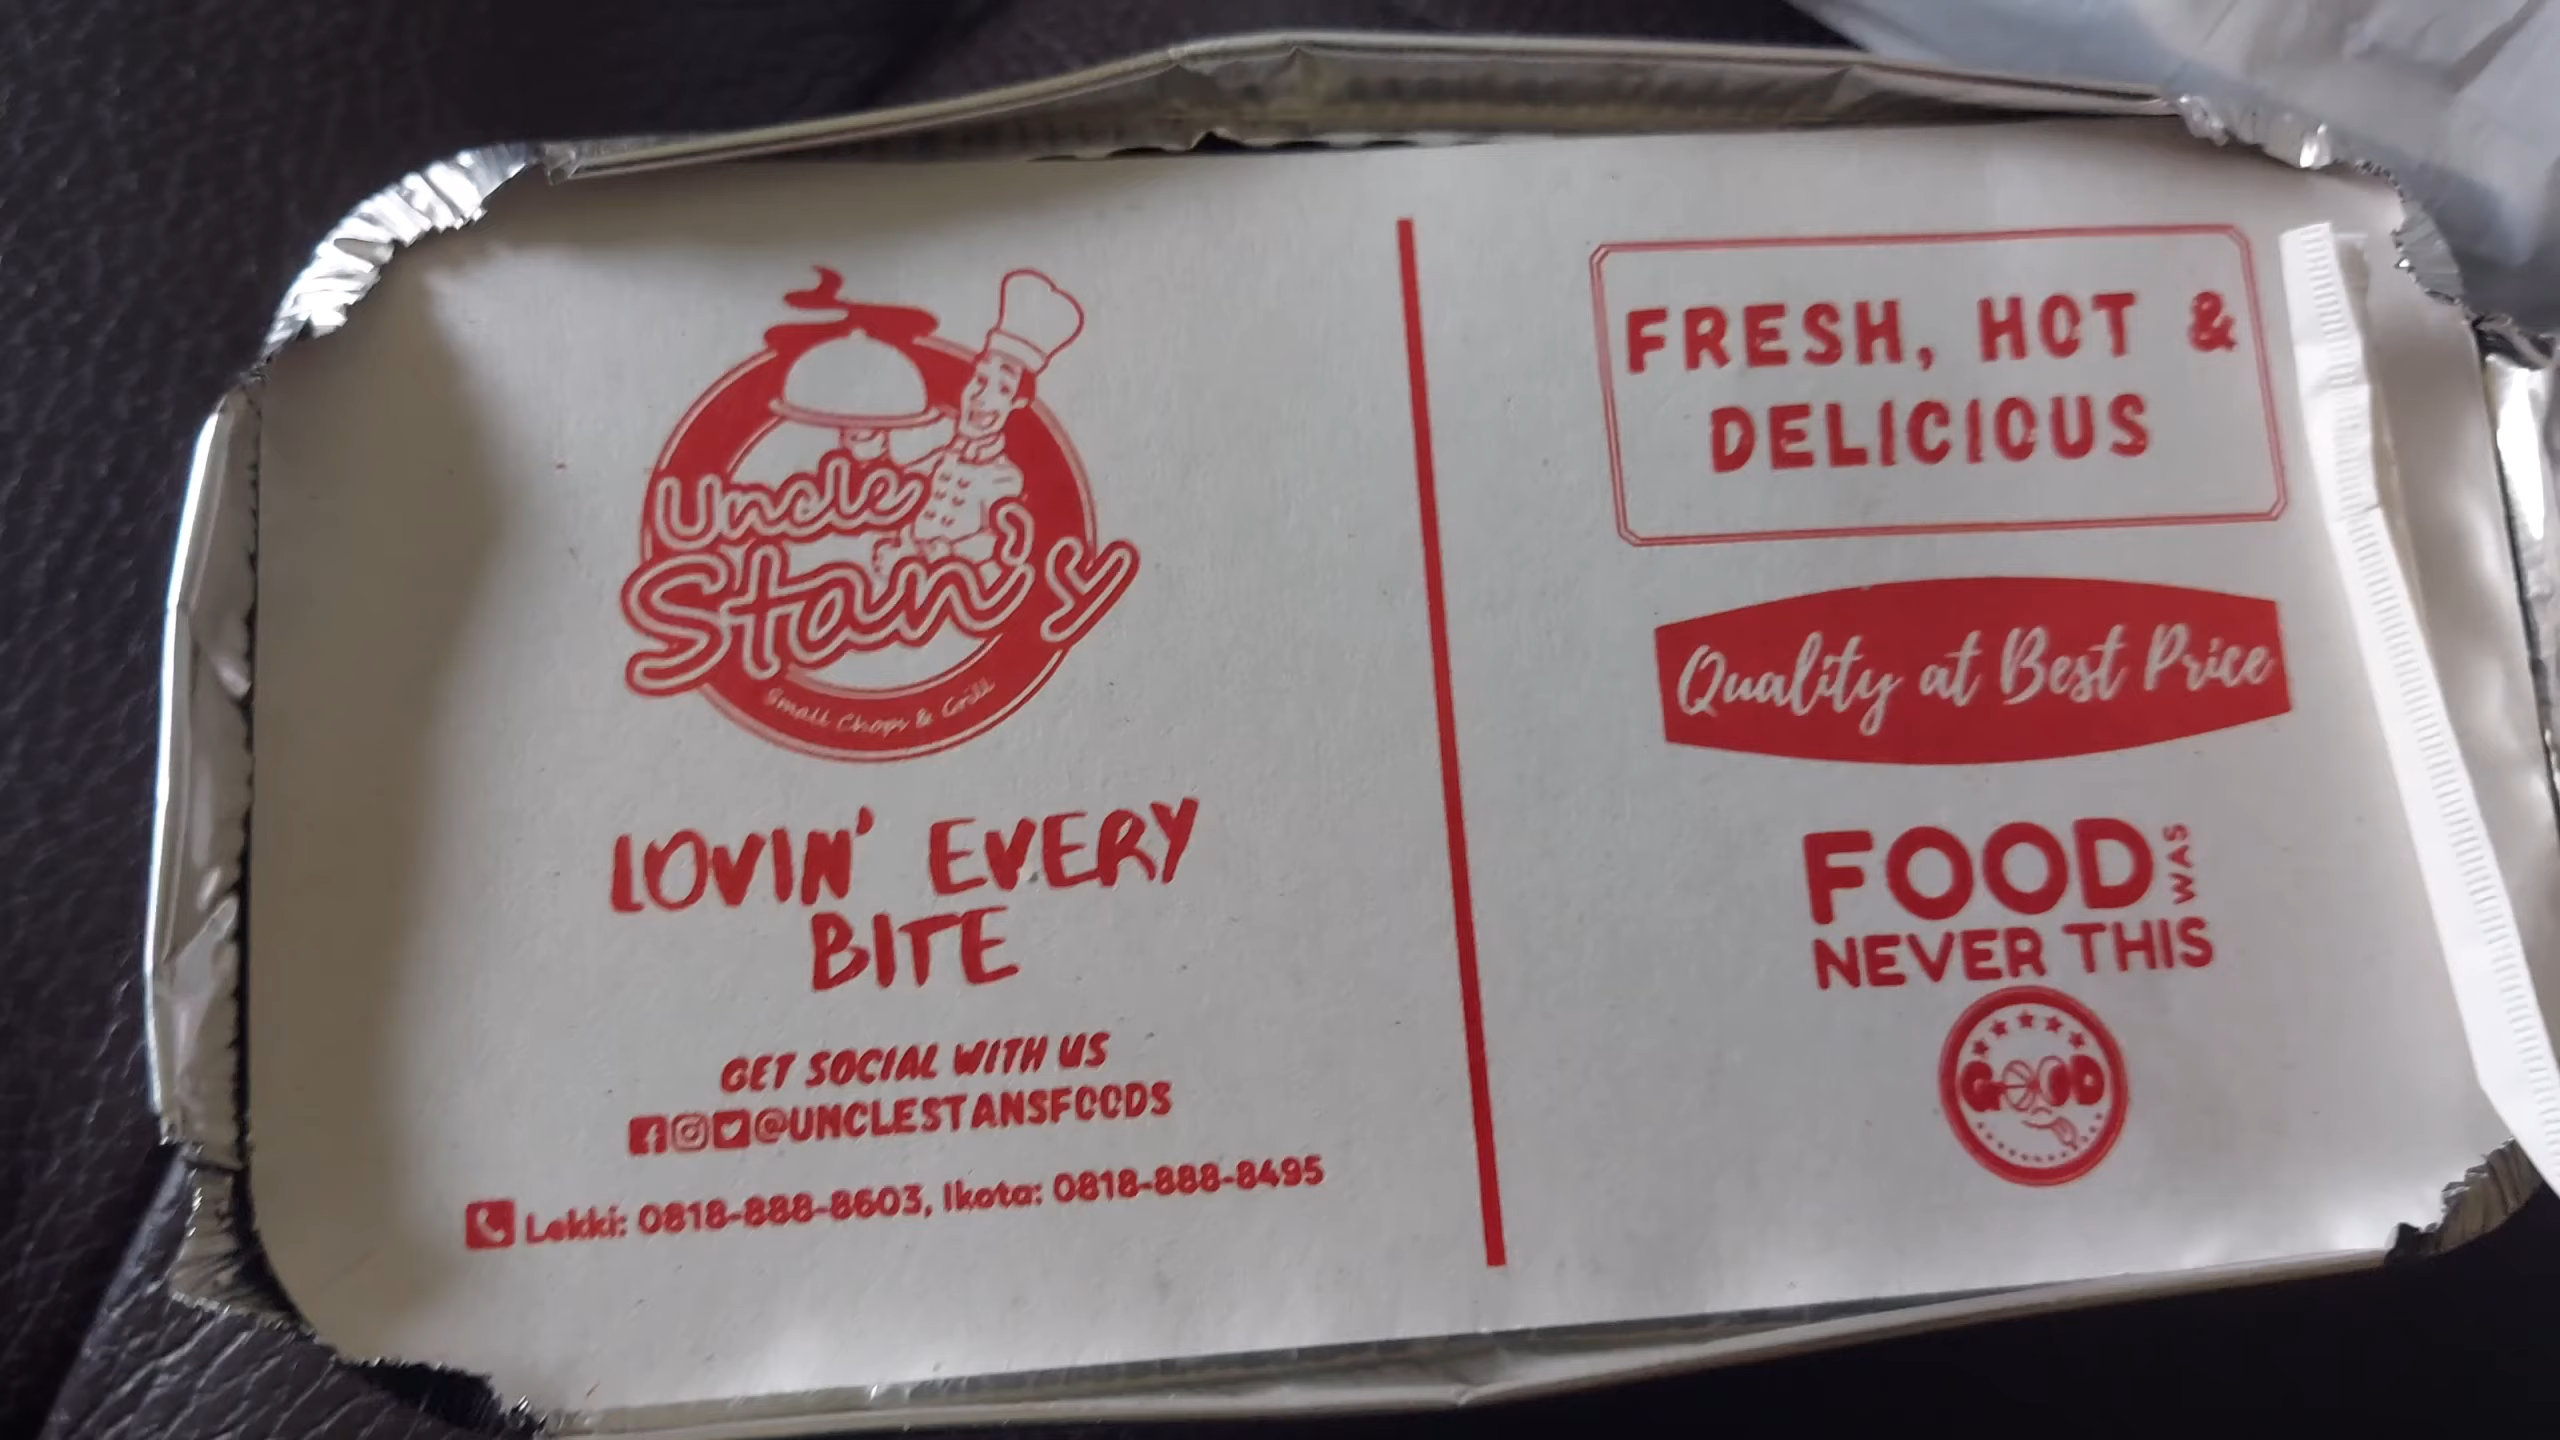 Uncle
Stan's
Small Chops & Grill
LOVIN' EVERY
BITE
GET SOCIAL WITH US
@UNCLESTANSFOODS
Lekki: 0818-888-8603, Ikota: 0818-888-8495
FRESH, HOT &
DELICIOUS
Quality at Best Price
FOOD WAS
NEVER THIS
GOOD